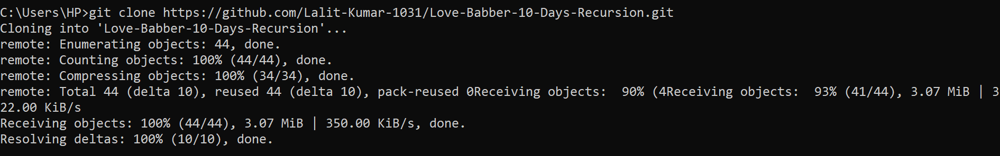 C:\Users\HP>git clone https://github.com/Lalit-Kumar-1031/Love-Babber-10-Days-Recursion.git
Cloning into 'Love-Babber-10-Days-Recursion'...
remote: Enumerating objects: 44, done.
remote: Counting objects: 100% (44/44), done.
remote: Compressing objects: 100% (34/34), done.
remote: Total 44 (delta 10), reused 44 (delta 10), pack-reused 0Receiving objects:  90% (4Receiving objects:  93% (41/44), 3.07 MiB | 3
22.00 KiB/s
Receiving objects: 100% (44/44), 3.07 MiB | 350.00 KiB/s, done.
Resolving deltas: 100% (10/10), done.